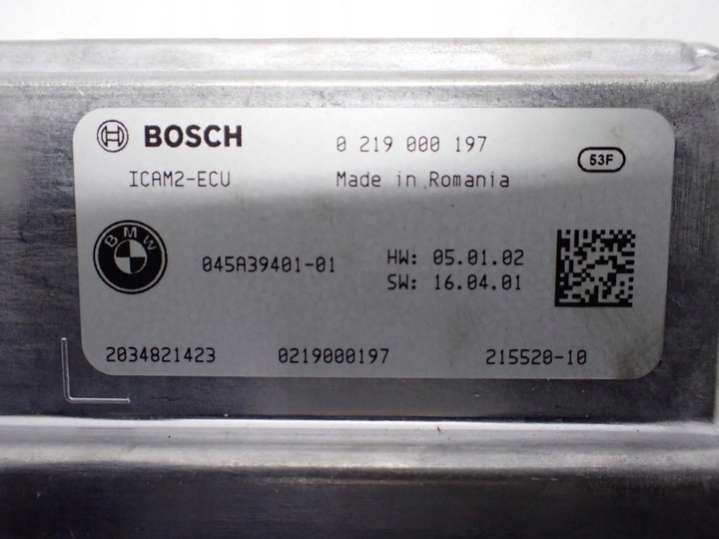 BOSCH 0 219 000 197
53F
ICAM2-ECU Made in Romania
BMW
045A39401-01 HW: 05.01.02
SW: 16.04.01
2034821423 0219000197 215520-10